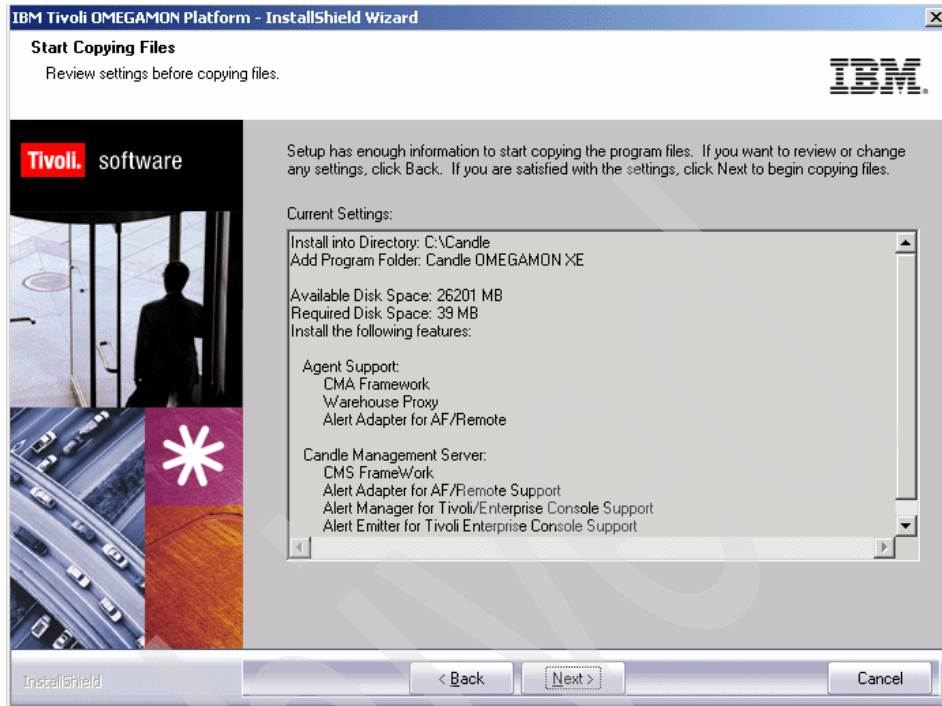 IBM Tivoli OMEGAMON Platform - InstallShield Wizard
Start Copying Files
Review settings before copying files.
IBM.
Tivoli. software
Setup has enough information to start copying the program files. If you want to review or change
any settings, click Back. If you are satisfied with the settings, click Next to begin copying files.
Current Settings:
Install into Directory: C:\Candle
Add Program Folder: Candle OMEGAMON XE
Available Disk Space: 26201 MB
Required Disk Space: 39 MB
Install the following features:
Agent Support:
CMA Framework
Warehouse Proxy
Alert Adapter for AF/Remote
Candle Management Server:
CMS FrameWork
Alert Adapter for AF/Remote Support
Alert Manager for Tivoli/Enterprise Console Support
Alert Emitter for Tivoli Enterprise Console Support
InstallShield
< Back
Next >
Cancel